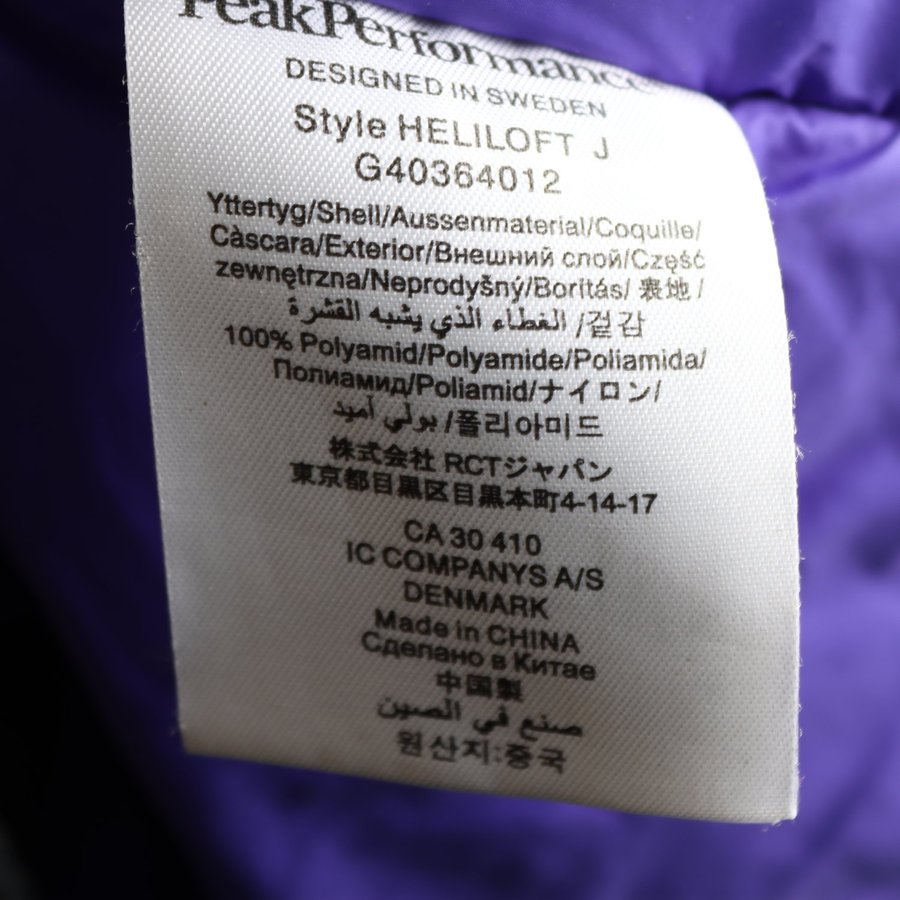 PeakPerformance
DESIGNED IN SWEDEN
Style HELILOFT J
G40364012
Yttertyg/Shell/Aussenmaterial/Coquille/
Càscara/Exterior/Внешний слой/Część
zewnętrzna/Neprodyšný/Borítás/ 表地 /
الغطاء الذي يشبه القشرة /겉감
100% Polyamid/Polyamide/Poliamida/
Полиамид/Poliamid/ナイロン/
بولي آميد /폴리아미드
株式会社 RCTジャパン
東京都目黒区目黒本町4-14-17
CA 30 410
IC COMPANYS A/S
DENMARK
Made in CHINA
Сделано в Китае
中国製
صنع في الصين
원산지:중국